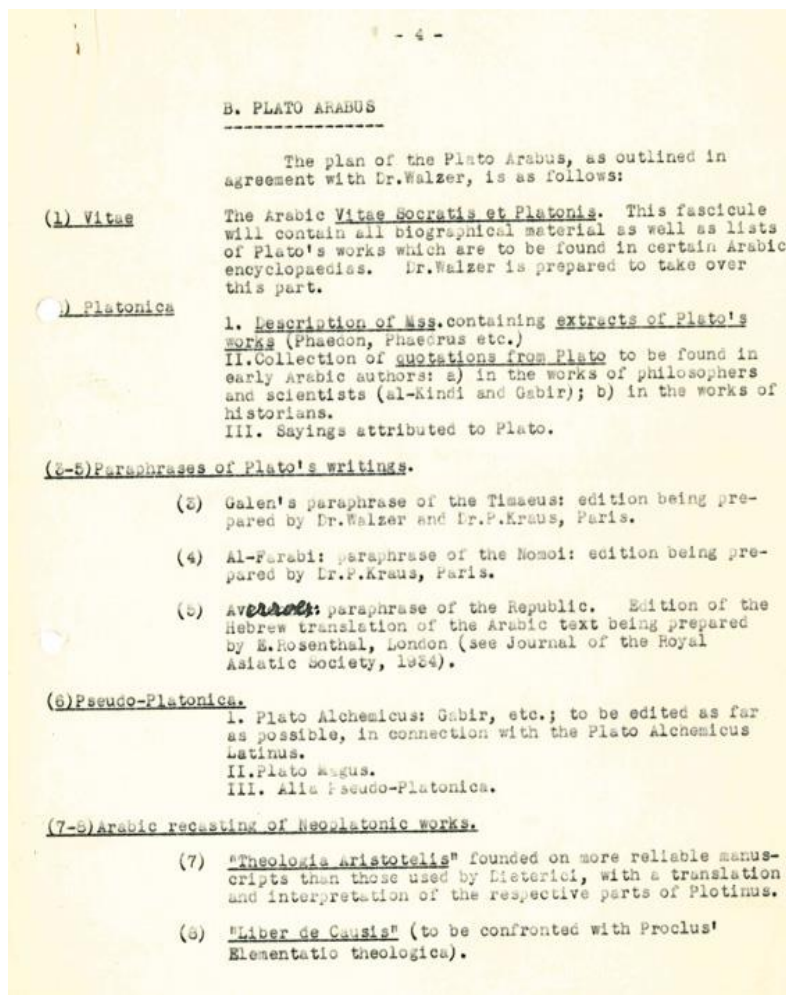 - 4 -
B. PLATO ARABUS
The plan of the Plato Arabus, as outlined in
agreement with Dr.Walzer, is as follows:
(1) Vitae
The Arabic Vitae Socratis et Platonis. This fascicule
will contain all biographical material as well as lists
of Plato's works which are to be found in certain Arabic
encyclopaedias. Dr.Walzer is prepared to take over
this part.
) Platonica
I. Description of Mss.containing extracts of Plato's
works (Phaedon, Phaedrus etc.)
II.Collection of quotations from Plato to be found in
early Arabic authors: a) in the works of philosophers
and scientists (al-Kindi and Gabir); b) in the works of
historians.
III. Sayings attributed to Plato.
(3-5)Paraphrases of Plato's writings.
(3) Galen's paraphrase of the Timaeus: edition being pre-
pared by Dr.Walzer and Dr.P.Kraus, Paris.
(4) Al-Farabi: paraphrase of the Nomoi: edition being pre-
pared by Dr.P.Kraus, Paris.
(5) Averroes: paraphrase of the Republic. Edition of the
Hebrew translation of the Arabic text being prepared
by E.Rosenthal, London (see Journal of the Royal
Asiatic Society, 1934).
(6)Pseudo-Platonica.
I. Plato Alchemicus: Gabir, etc.; to be edited as far
as possible, in connection with the Plato Alchemicus
Latinus.
II.Plato Magus.
III. Alia Pseudo-Platonica.
(7-8)Arabic recasting of Neoplatonic works.
(7) "Theologia Aristotelis" founded on more reliable manus-
cripts than those used by Dieterici, with a translation
and interpretation of the respective parts of Plotinus.
(8) "Liber de Causis" (to be confronted with Proclus'
Elementatio theologica).